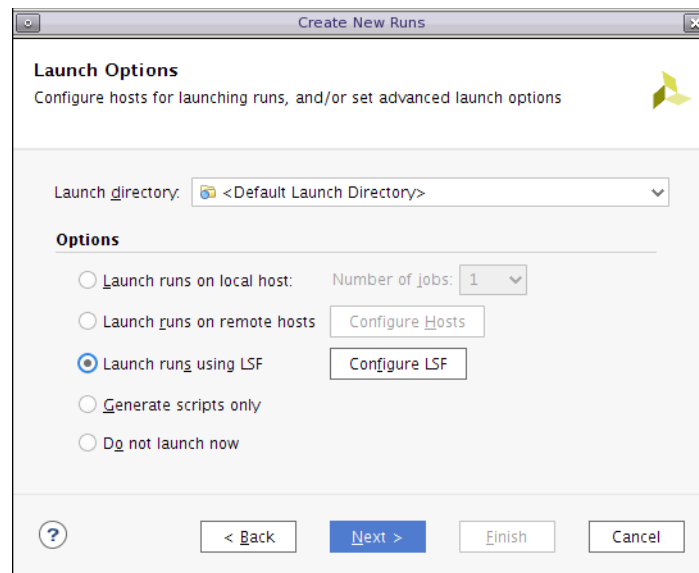 Create New Runs
Launch Options
Configure hosts for launching runs, and/or set advanced launch options
Launch directory: <Default Launch Directory>
Options
Launch runs on local host: Number of jobs: 1
Launch runs on remote hosts Configure Hosts
Launch runs using LSF Configure LSF
Generate scripts only
Do not launch now
? < Back Next > Finish Cancel